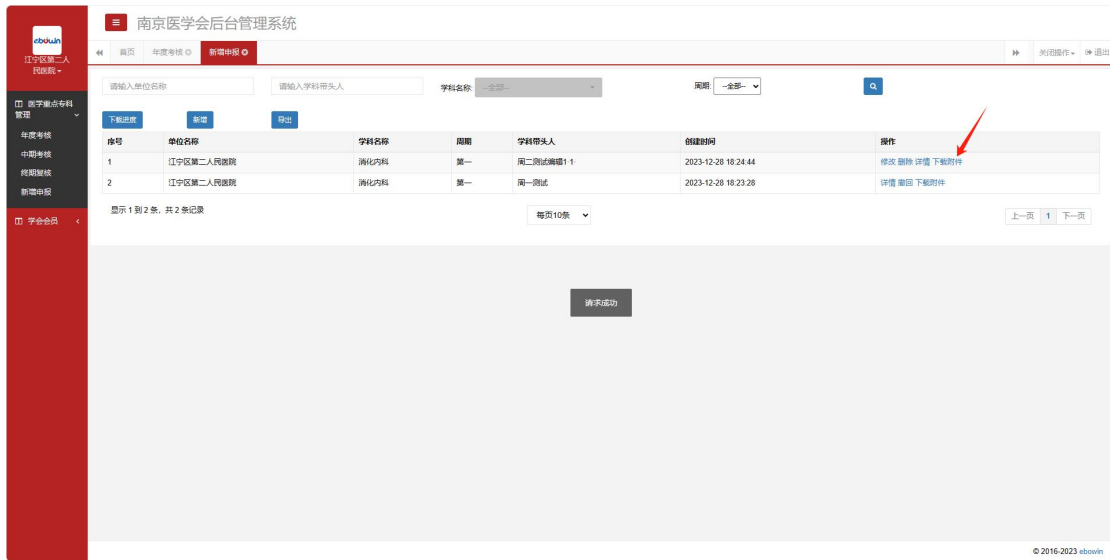 ebowin
江宁区第二人
民医院
医学重点专科
管理
年度考核
中期考核
终期复核
新增申报
学会会员
南京医学会后台管理系统
首页 年度考核 新增申报 关闭操作 退出
请输入单位名称 请输入学科带头人 学科名称: --全部-- 周期: --全部--
下载进度 新增 导出
序号 单位名称 学科名称 周期 学科带头人 创建时间 操作
1 江宁区第二人民医院 消化内科 第一 周二测试编辑1·1· 2023-12-28 18:24:44 修改 删除 详情 下载附件
2 江宁区第二人民医院 消化内科 第一 周一测试 2023-12-28 18:23:28 详情 撤回 下载附件
显示 1 到 2 条，共 2 条记录 每页10条 上一页 1 下一页
请求成功
© 2016-2023 ebowin